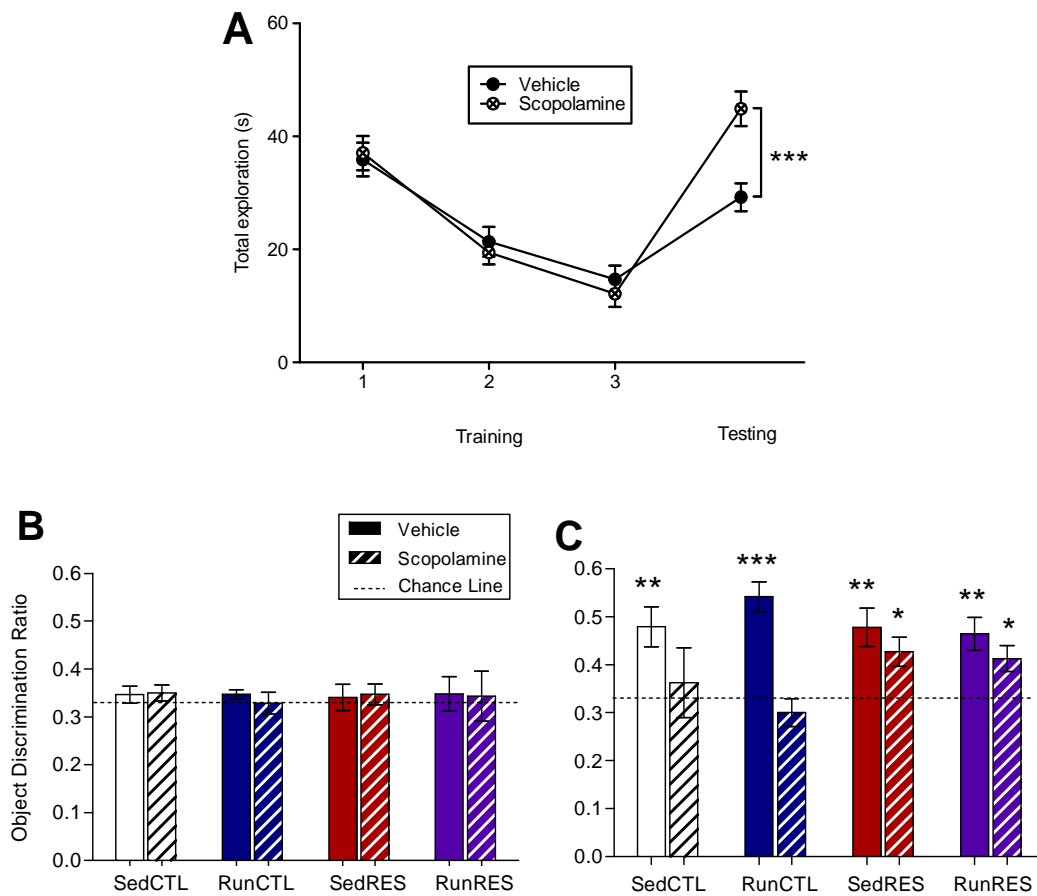 A
60
40
20
0
Total exploration (s)
Vehicle
Scopolamine
***
1 2 3
Training Testing
B
Vehicle
Scopolamine
Chance Line
Object Discrimination Ratio
0.6
0.5
0.4
0.3
0.2
0.1
0.0
SedCTL RunCTL SedRES RunRES
C
0.6
0.5
0.4
0.3
0.2
0.1
0.0
** *** ** * ** *
SedCTL RunCTL SedRES RunRES